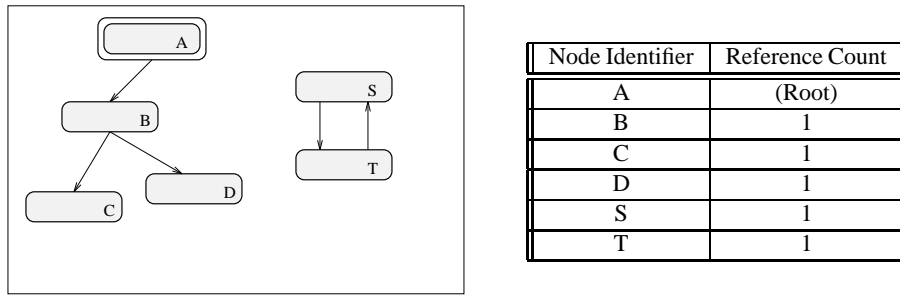 A
B
C
D
S
T
Node Identifier Reference Count
A (Root)
B 1
C 1
D 1
S 1
T 1